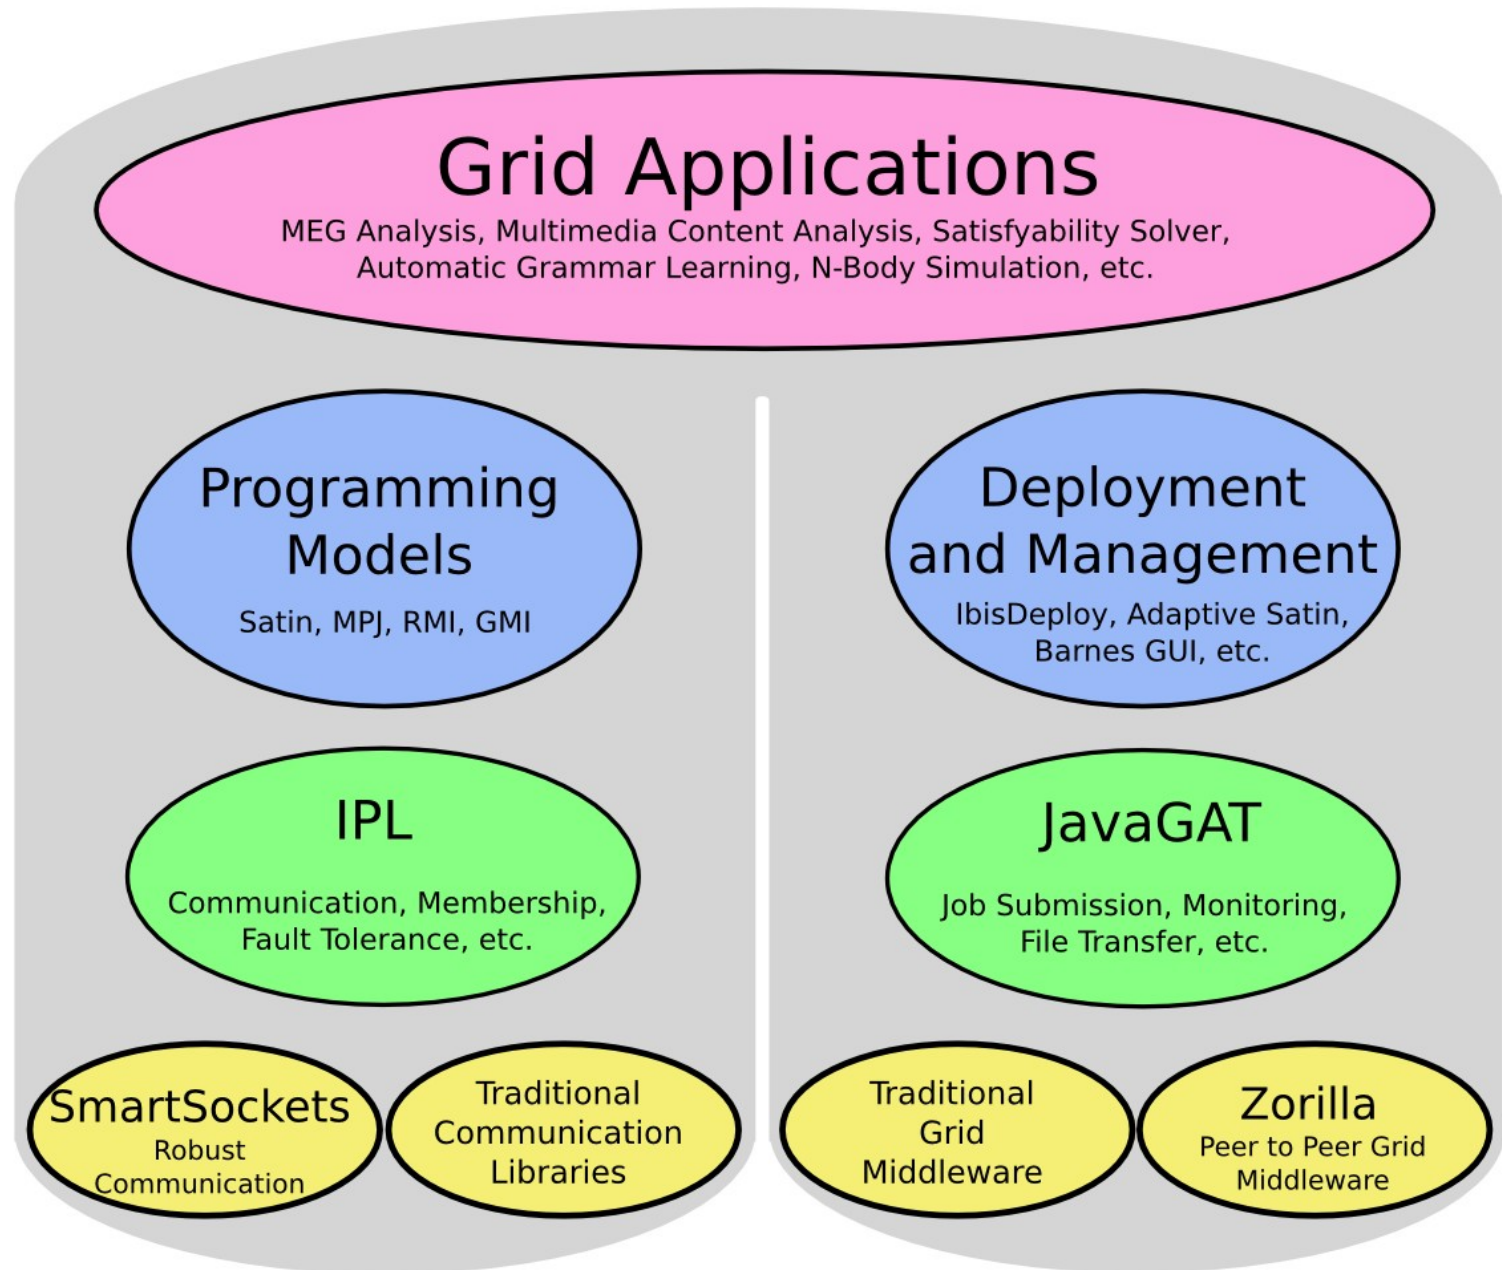 Grid Applications
MEG Analysis, Multimedia Content Analysis, Satisfyability Solver,
Automatic Grammar Learning, N-Body Simulation, etc.
Programming
Models
Satin, MPJ, RMI, GMI
Deployment
and Management
IbisDeploy, Adaptive Satin,
Barnes GUI, etc.
IPL
Communication, Membership,
Fault Tolerance, etc.
JavaGAT
Job Submission, Monitoring,
File Transfer, etc.
SmartSockets
Robust
Communication
Traditional
Communication
Libraries
Traditional
Grid
Middleware
Zorilla
Peer to Peer Grid
Middleware